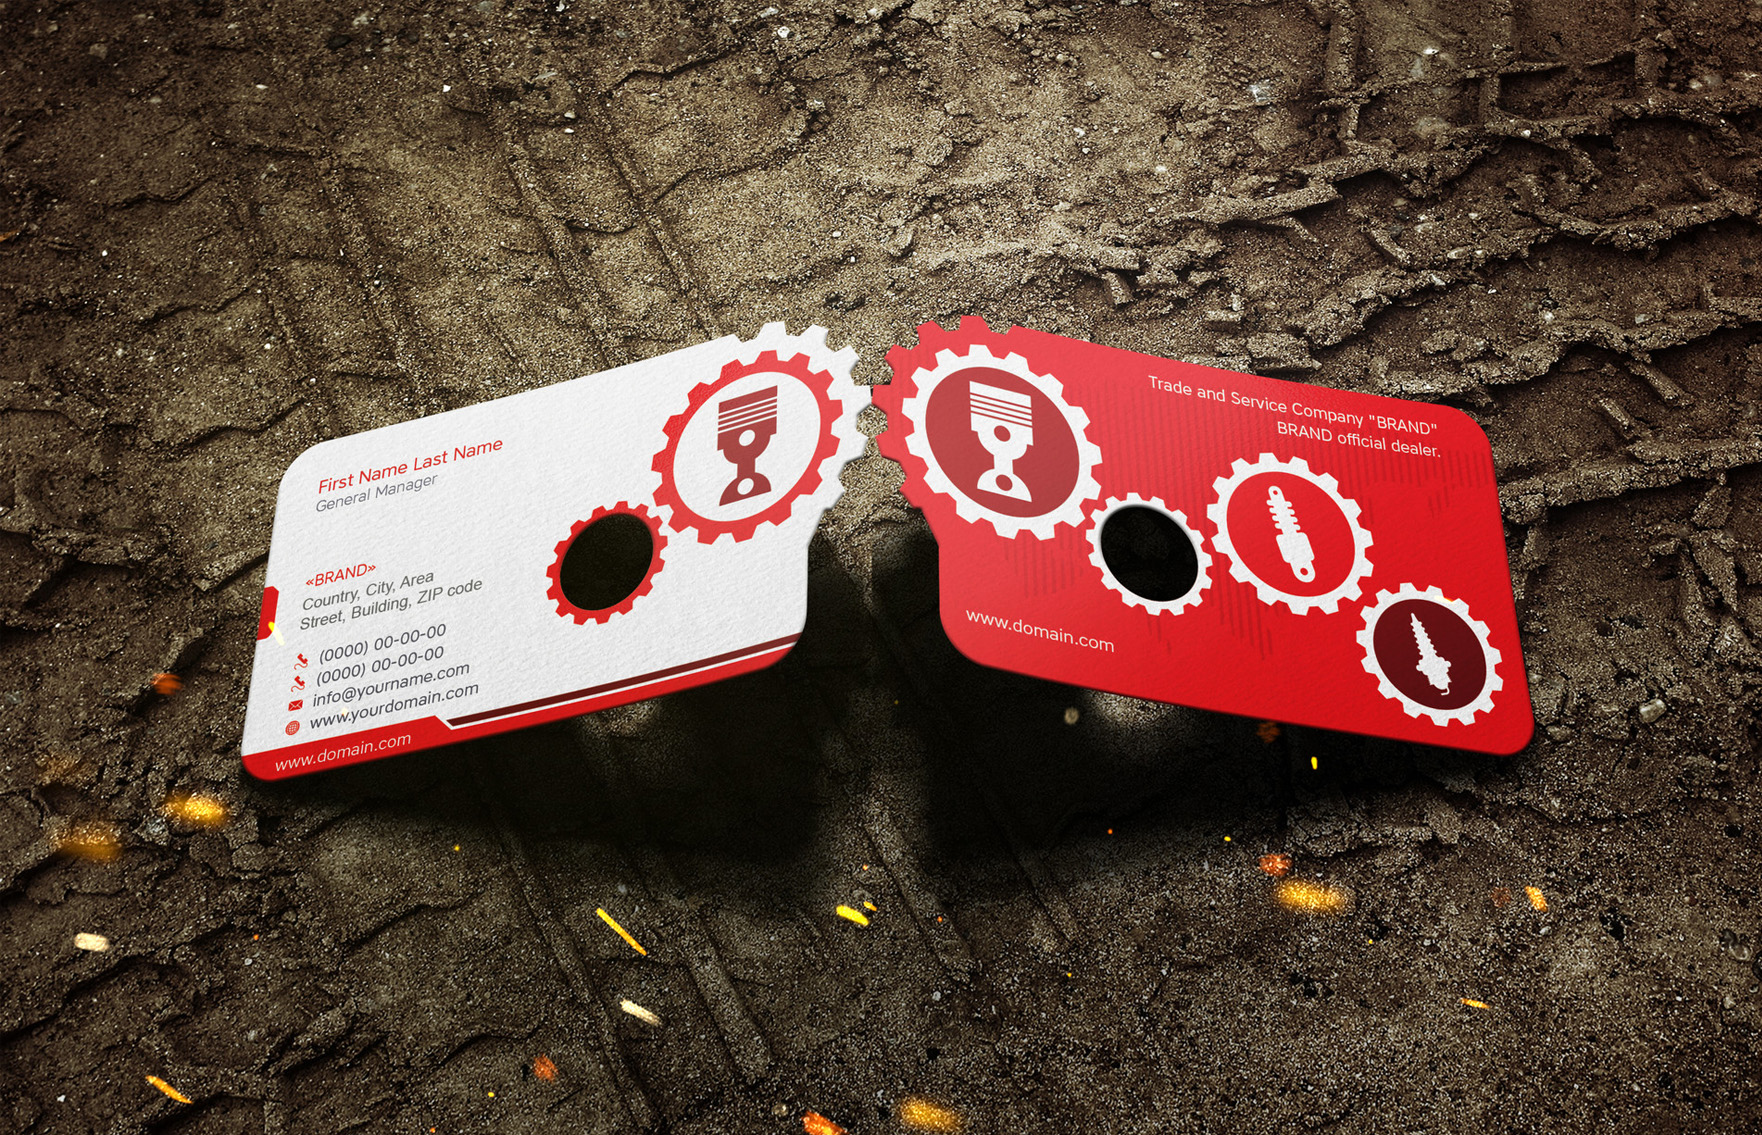 First Name Last Name
General Manager
«BRAND»
Country, City, Area
Street, Building, ZIP code
(0000) 00-00-00
(0000) 00-00-00
info@yourname.com
www.yourdomain.com
www.domain.com
Trade and Service Company "BRAND"
BRAND official dealer.
www.domain.com